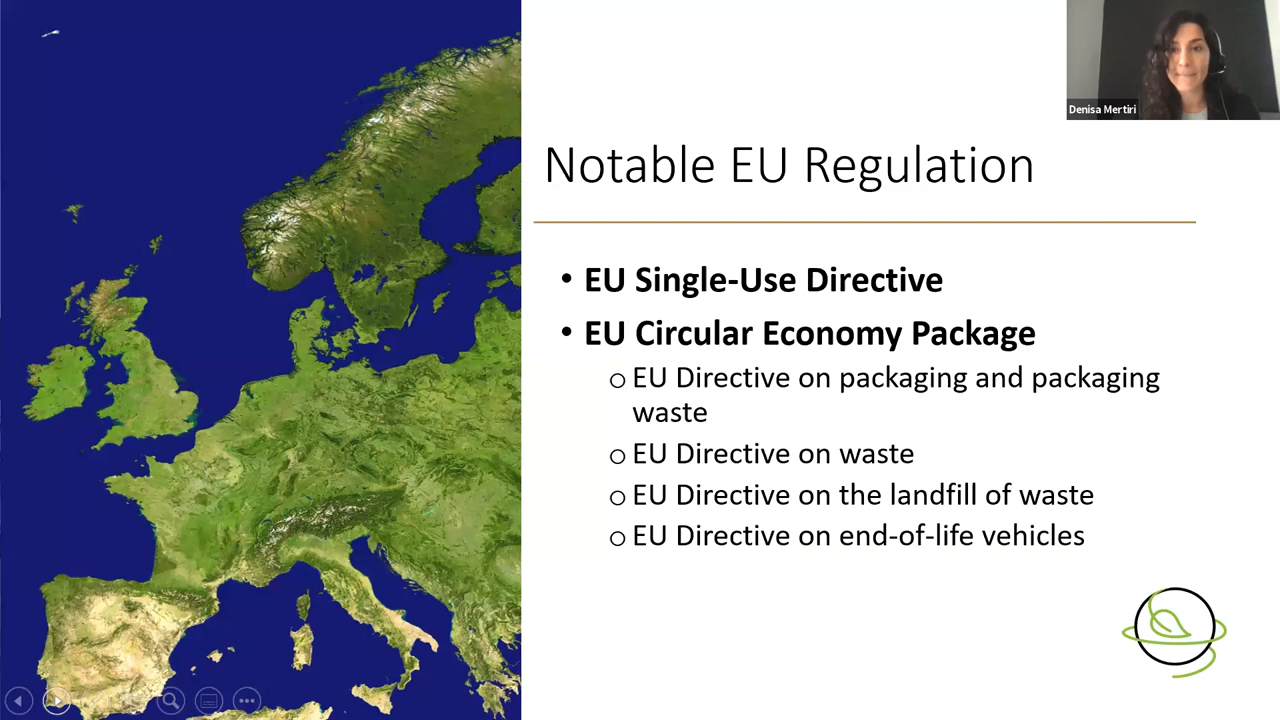 Denisa Mertiri
Notable EU Regulation
• EU Single-Use Directive
• EU Circular Economy Package
o EU Directive on packaging and packaging
waste
o EU Directive on waste
o EU Directive on the landfill of waste
o EU Directive on end-of-life vehicles